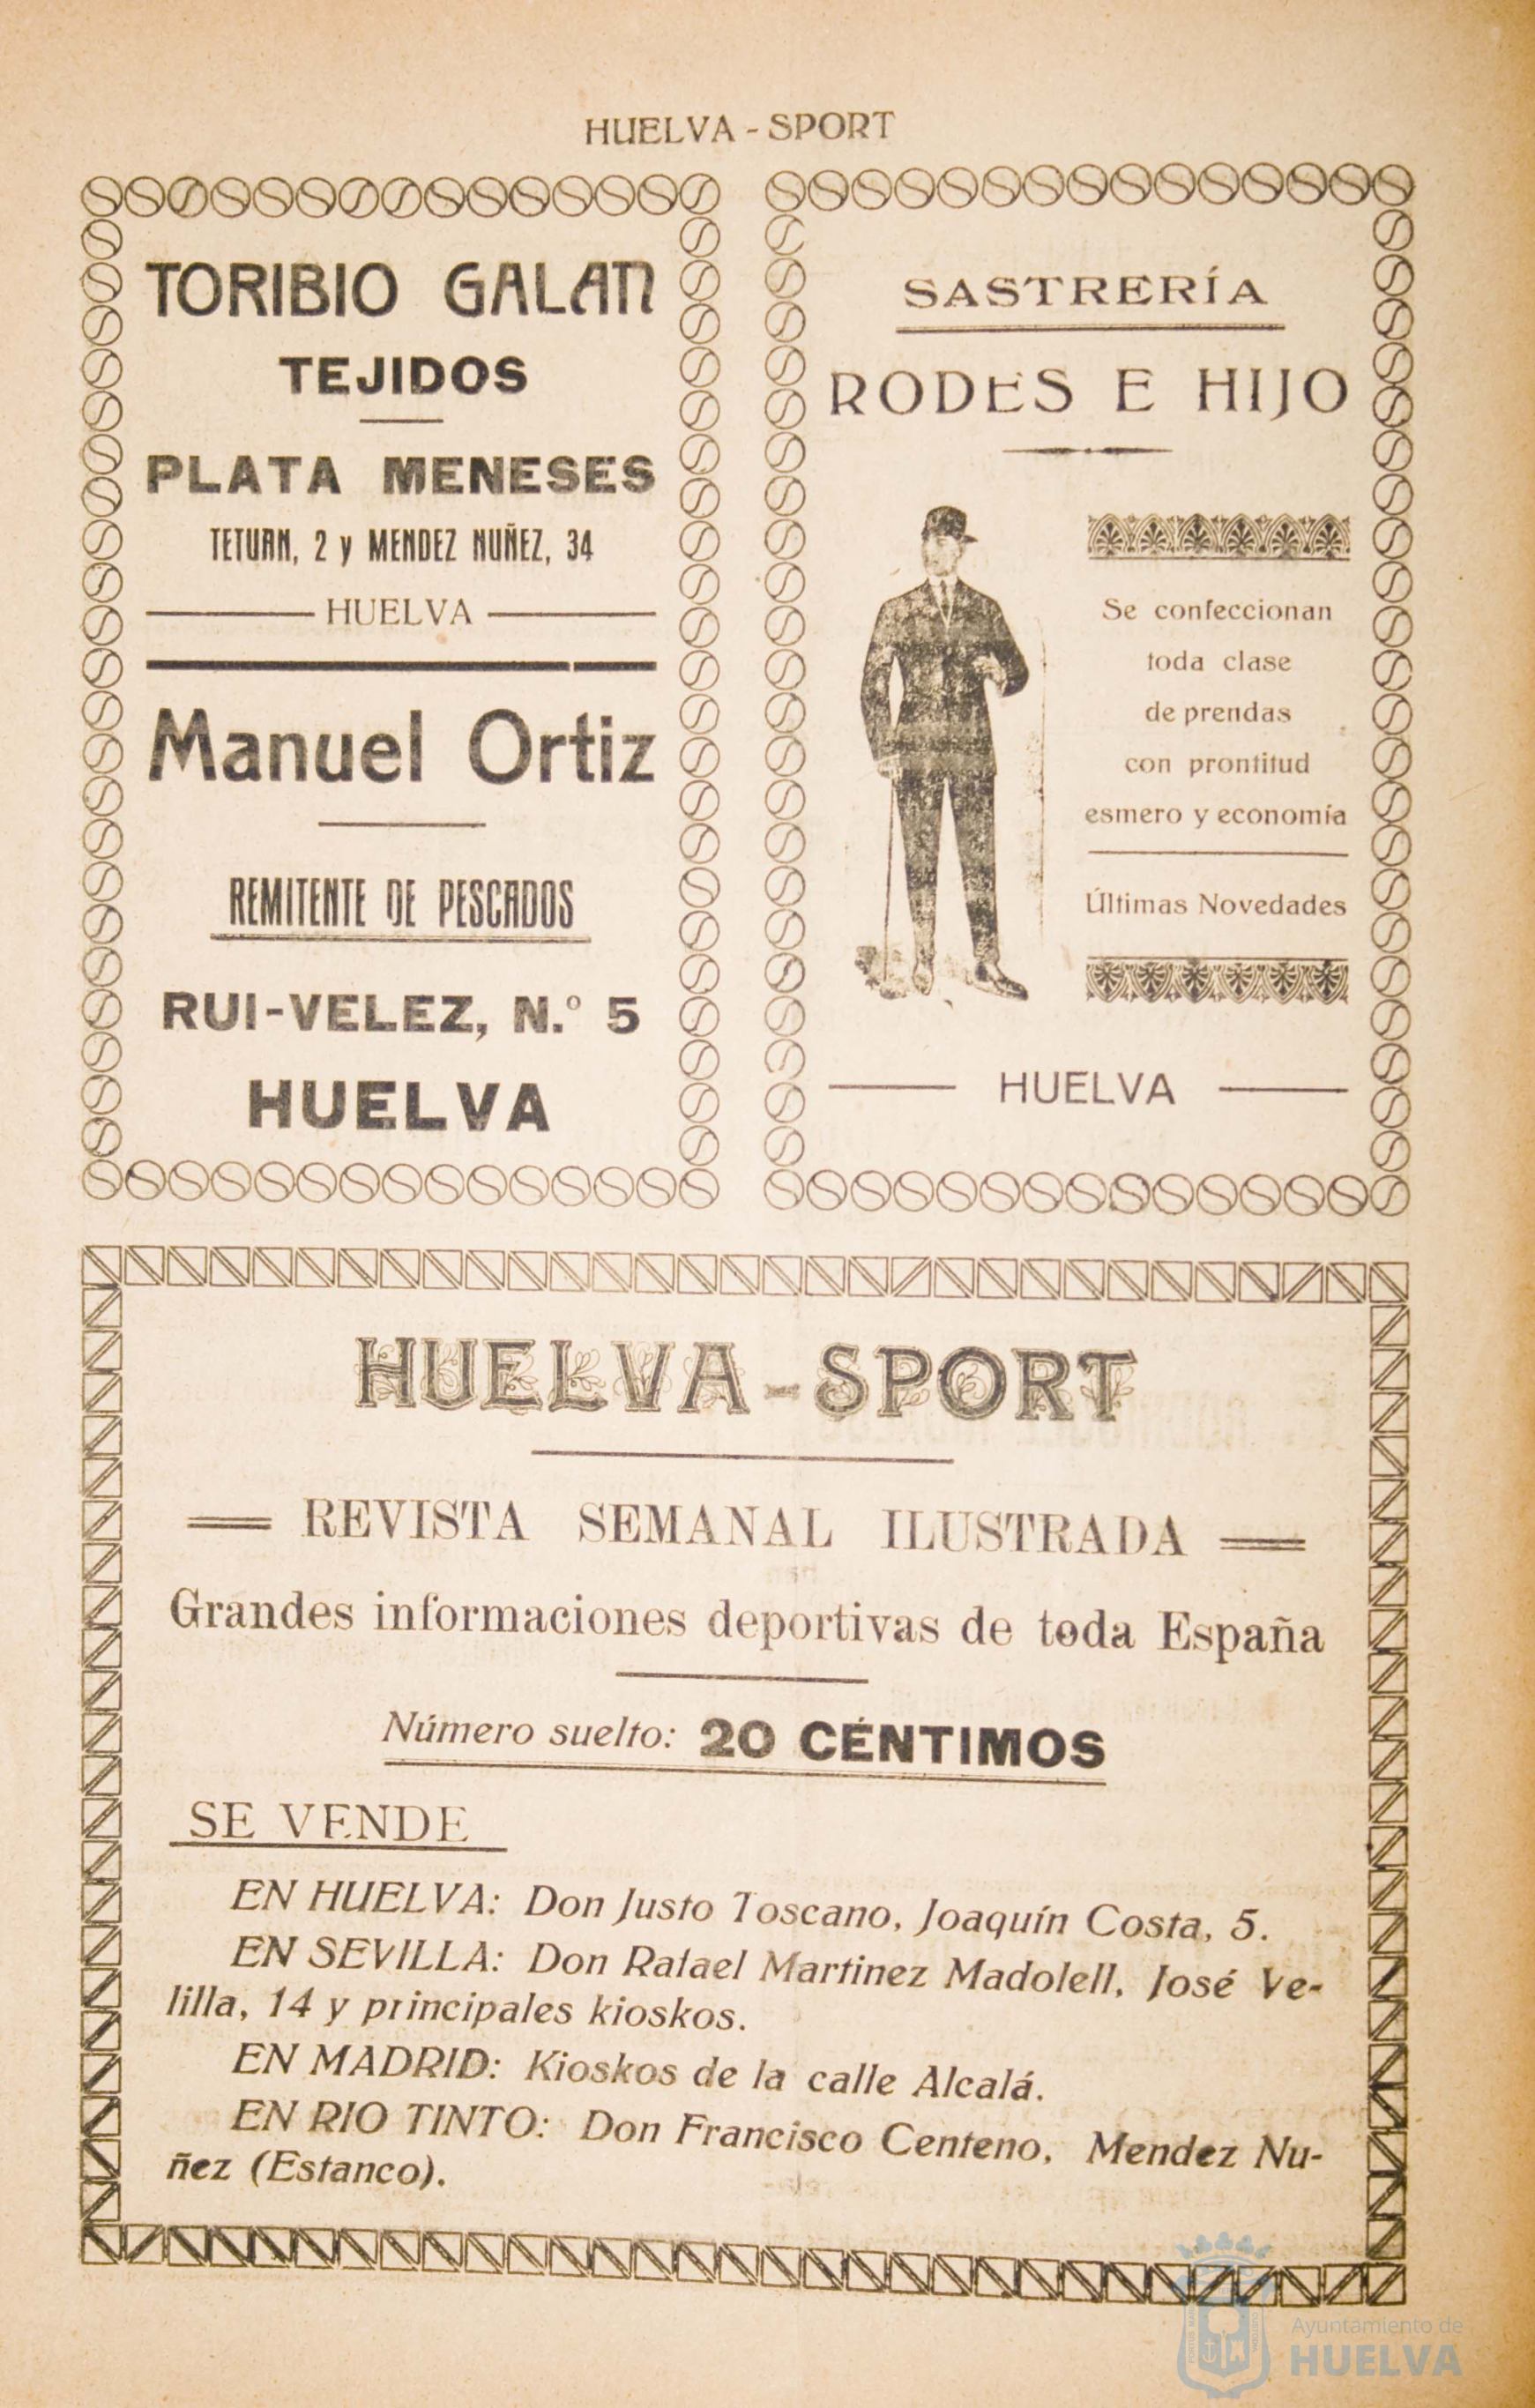 HUELVA - SPORT
TORIBIO GALAN
TEJIDOS
PLATA MENESES
TETUAN, 2 y MENDEZ NUÑEZ, 34
HUELVA
Manuel Ortiz
REMITENTE DE PESCADOS
RUI-VELEZ, N.º 5
HUELVA
SASTRERÍA
RODES E HIJO
Se confeccionan
toda clase
de prendas
con prontitud
esmero y economía
Últimas Novedades
HUELVA
HUELVA-SPORT
REVISTA SEMANAL ILUSTRADA
Grandes informaciones deportivas de toda España
Número suelto: 20 CÉNTIMOS
SE VENDE
EN HUELVA: Don Justo Toscano, Joaquín Costa, 5.
EN SEVILLA: Don Rafael Martinez Madolell, José Ve-
lilla, 14 y principales kioskos.
EN MADRID: Kioskos de la calle Alcalá.
EN RIO TINTO: Don Francisco Centeno, Mendez Nu-
ñez (Estanco).
Ayuntamiento de
HUELVA